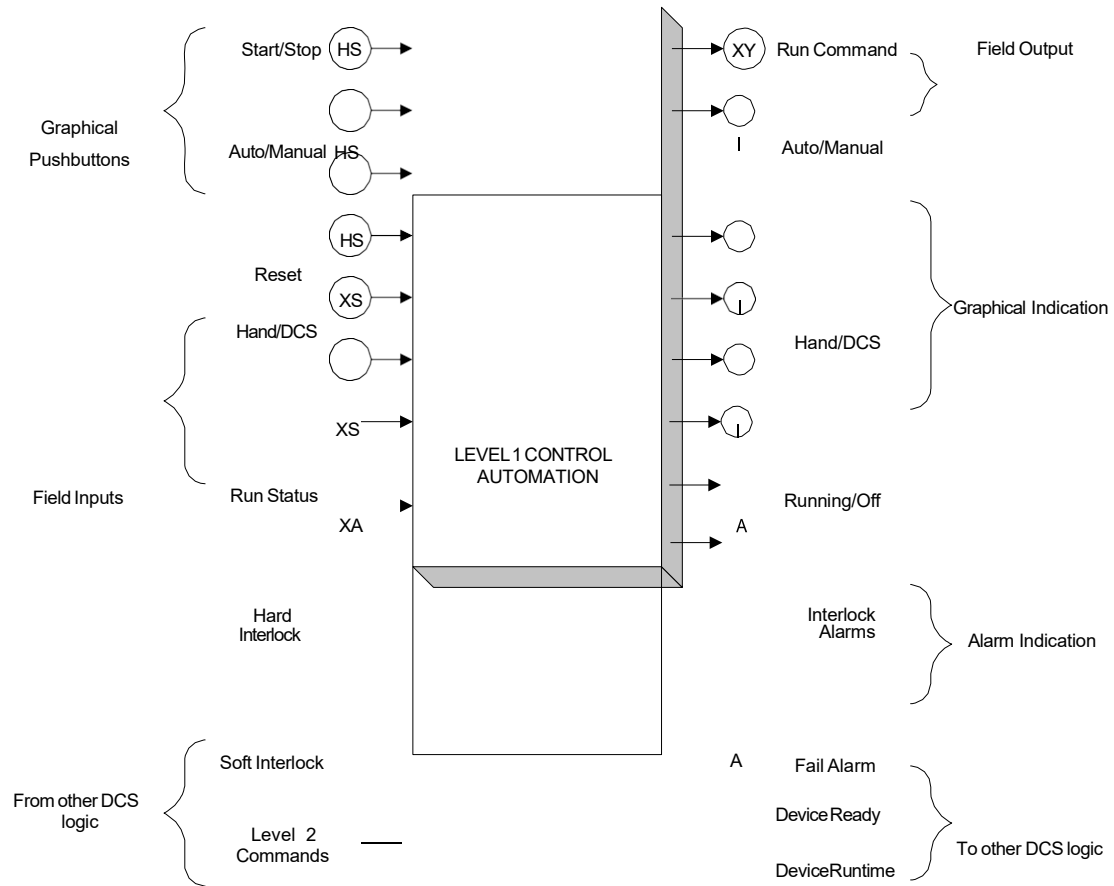 Start/Stop HS XY Run Command Field Output
Graphical
Pushbuttons
Auto/Manual HS I Auto/Manual
HS
Reset
XS I Graphical Indication
Hand/DCS Hand/DCS
XS I
LEVEL 1 CONTROL
AUTOMATION
Field Inputs Run Status Running/Off
XA A
Hard
Interlock
Interlock
Alarms
Alarm Indication
Soft Interlock A Fail Alarm
From other DCS
logic
Device Ready
Level 2
Commands
To other DCS logic
Device Runtime